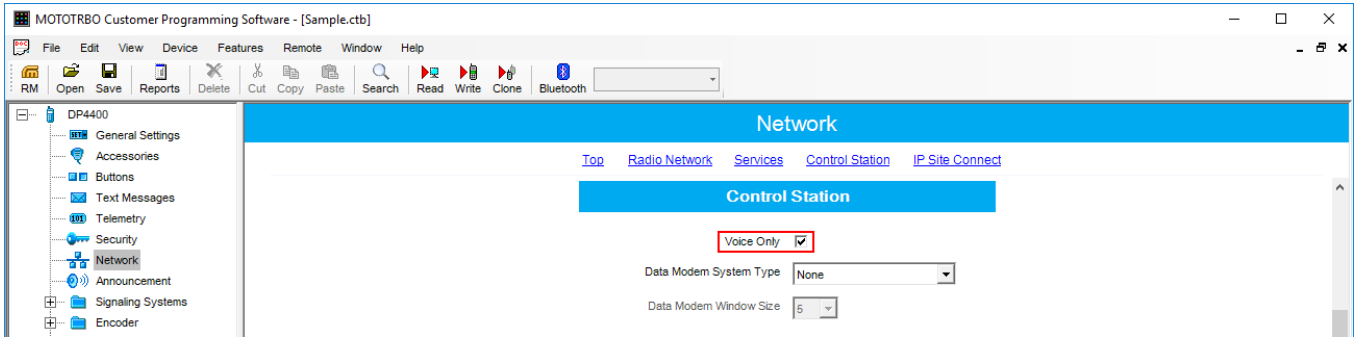 MOTOTRBO Customer Programming Software - [Sample.ctb]
File Edit View Device Features Remote Window Help
RM Open Save Reports Delete Cut Copy Paste Search Read Write Clone Bluetooth
DP4400
General Settings
Accessories
Buttons
Text Messages
Telemetry
Security
Network
Announcement
Signaling Systems
Encoder
Network
Top Radio Network Services Control Station IP Site Connect
Control Station
Voice Only
Data Modem System Type None
Data Modem Window Size 5